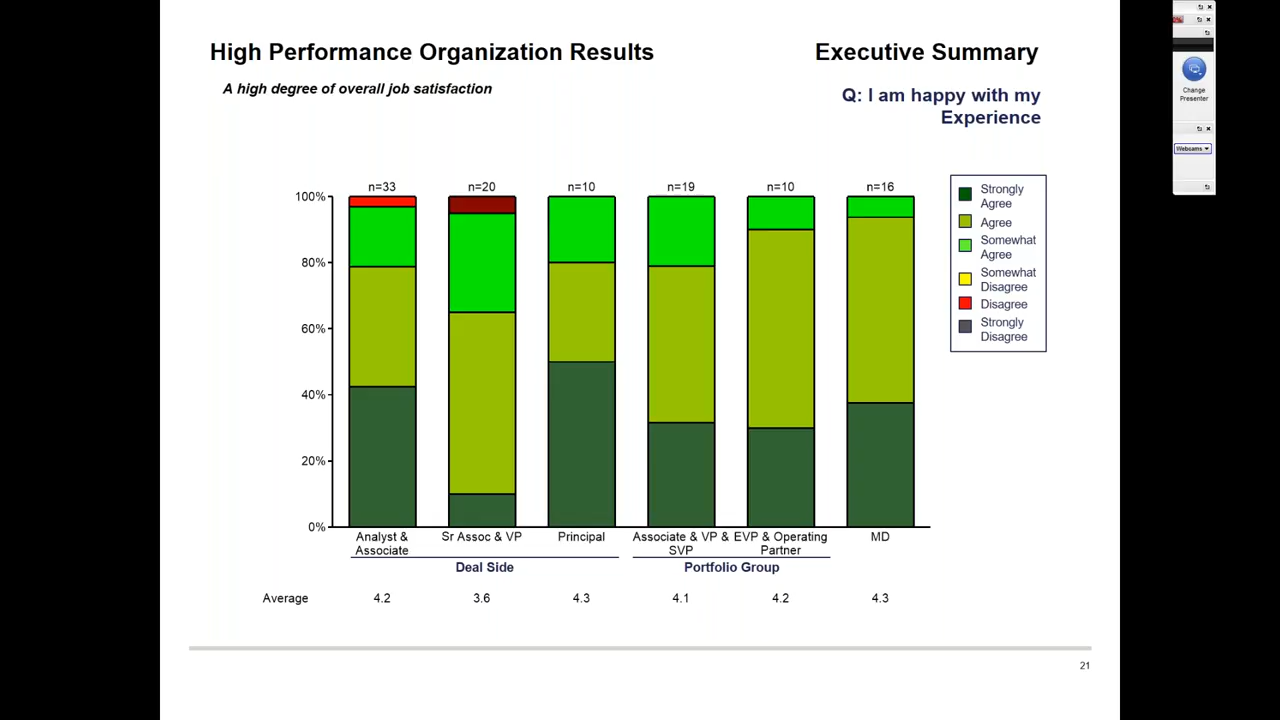 High Performance Organization Results
Executive Summary
A high degree of overall job satisfaction
Q: I am happy with my
Experience
Change
Presenter
Webcams
n=33
n=20
n=10
n=19
n=10
n=16
100%
80%
60%
40%
20%
0%
Strongly
Agree
Agree
Somewhat
Agree
Somewhat
Disagree
Disagree
Strongly
Disagree
Analyst &
Associate
Sr Assoc & VP
Principal
Associate & VP &
SVP
EVP & Operating
Partner
MD
Deal Side
Portfolio Group
Average
4.2
3.6
4.3
4.1
4.2
4.3
21